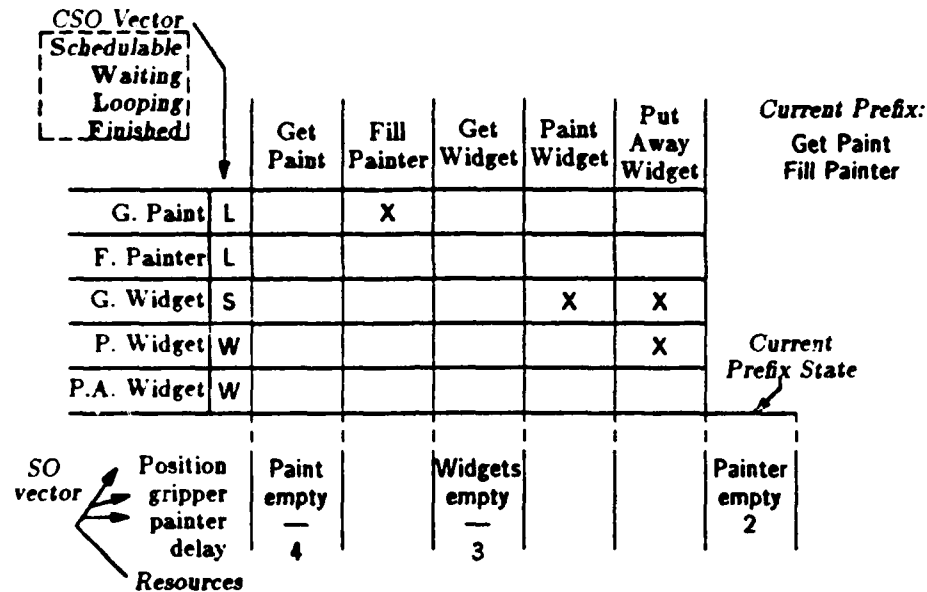 CSO Vector
Schedulable
Waiting
Looping
Finished
Get Paint
Fill Painter
Get Widget
Paint Widget
Put Away Widget
Current Prefix:
Get Paint
Fill Painter
G. Paint L X
F. Painter L
G. Widget S X X
P. Widget W X
P.A. Widget W
Current
Prefix State
SO
vector
Position
gripper
painter
delay
Resources
Paint
empty
—
4
Widgets
empty
—
3
Painter
empty
2